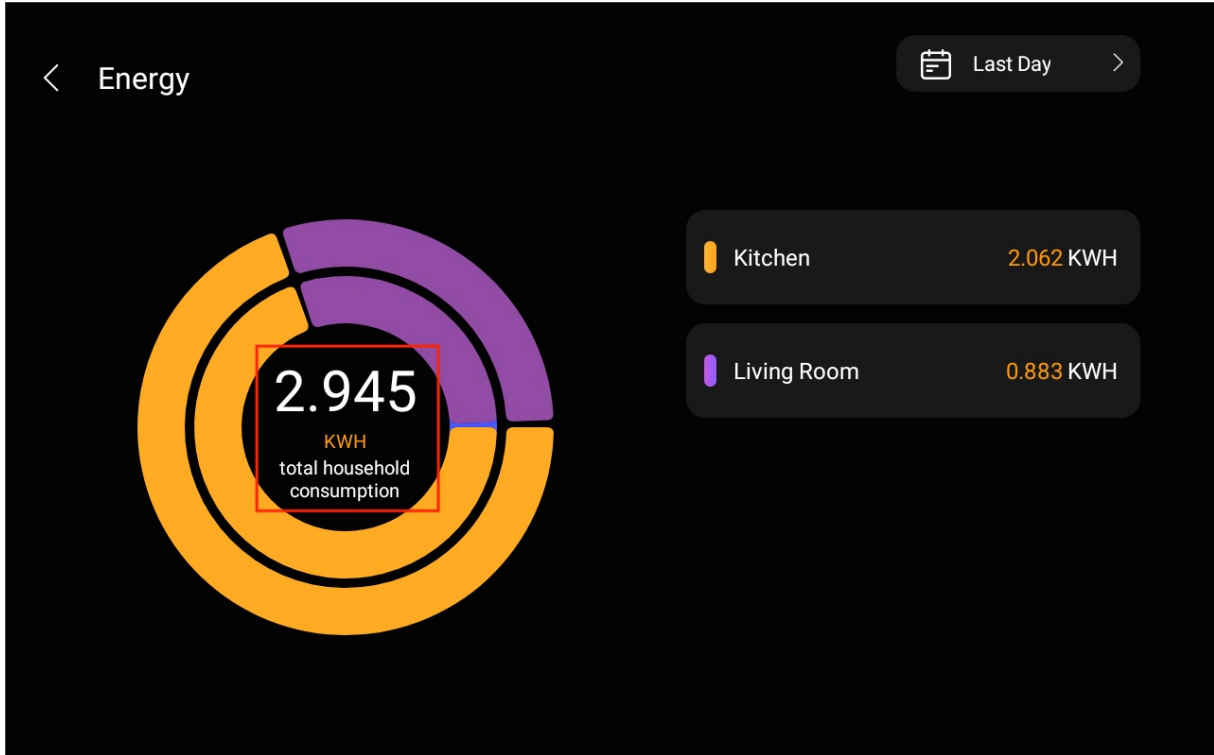 Energy
Last Day
2.945
KWH
total household
consumption
Kitchen 2.062 KWH
Living Room 0.883 KWH